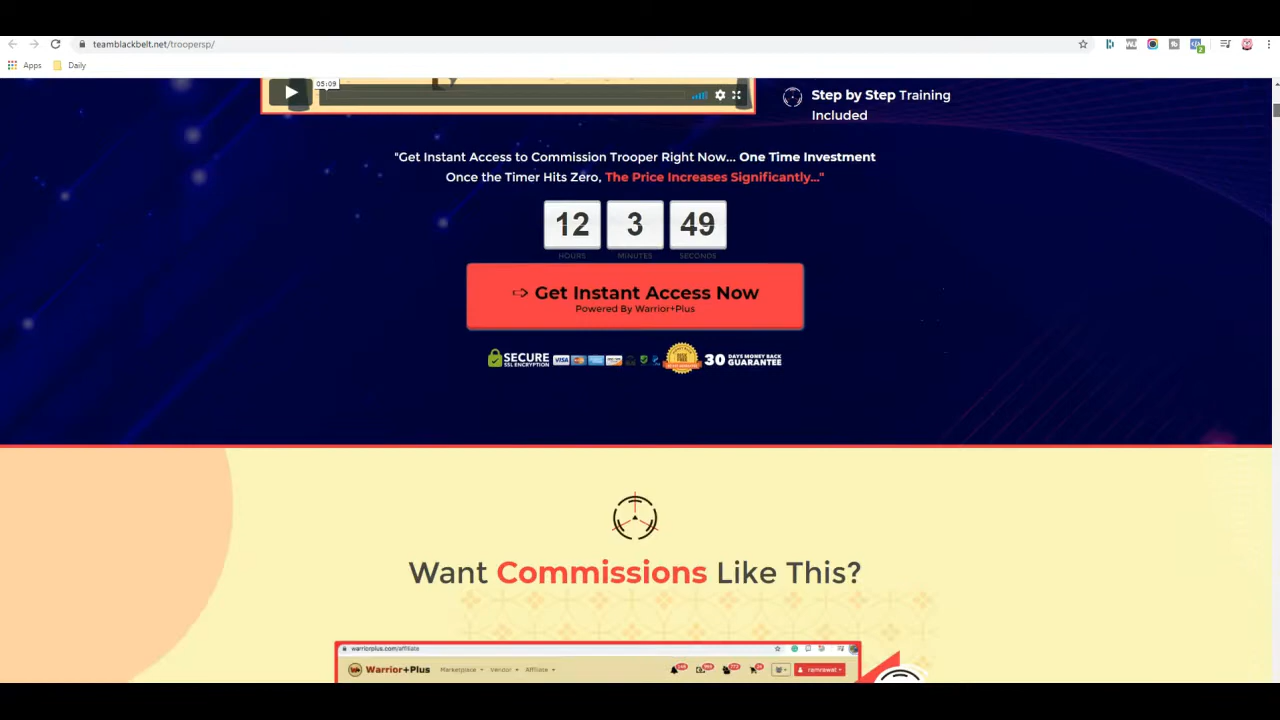 teamblackbelt.net/troopersp/
Apps
Daily
05:09
Step by Step Training
Included
"Get Instant Access to Commission Trooper Right Now... One Time Investment
Once the Timer Hits Zero, The Price Increases Significantly..."
12 3 49
HOURS MINUTES SECONDS
➩ Get Instant Access Now
Powered By Warrior+Plus
SECURE
SSL ENCRYPTION
VISA
30 DAYS MONEY BACK
GUARANTEE
Want Commissions Like This?
warriorplus.com/affiliate
Warrior+Plus Marketplace Vendor Affiliate ramrawat